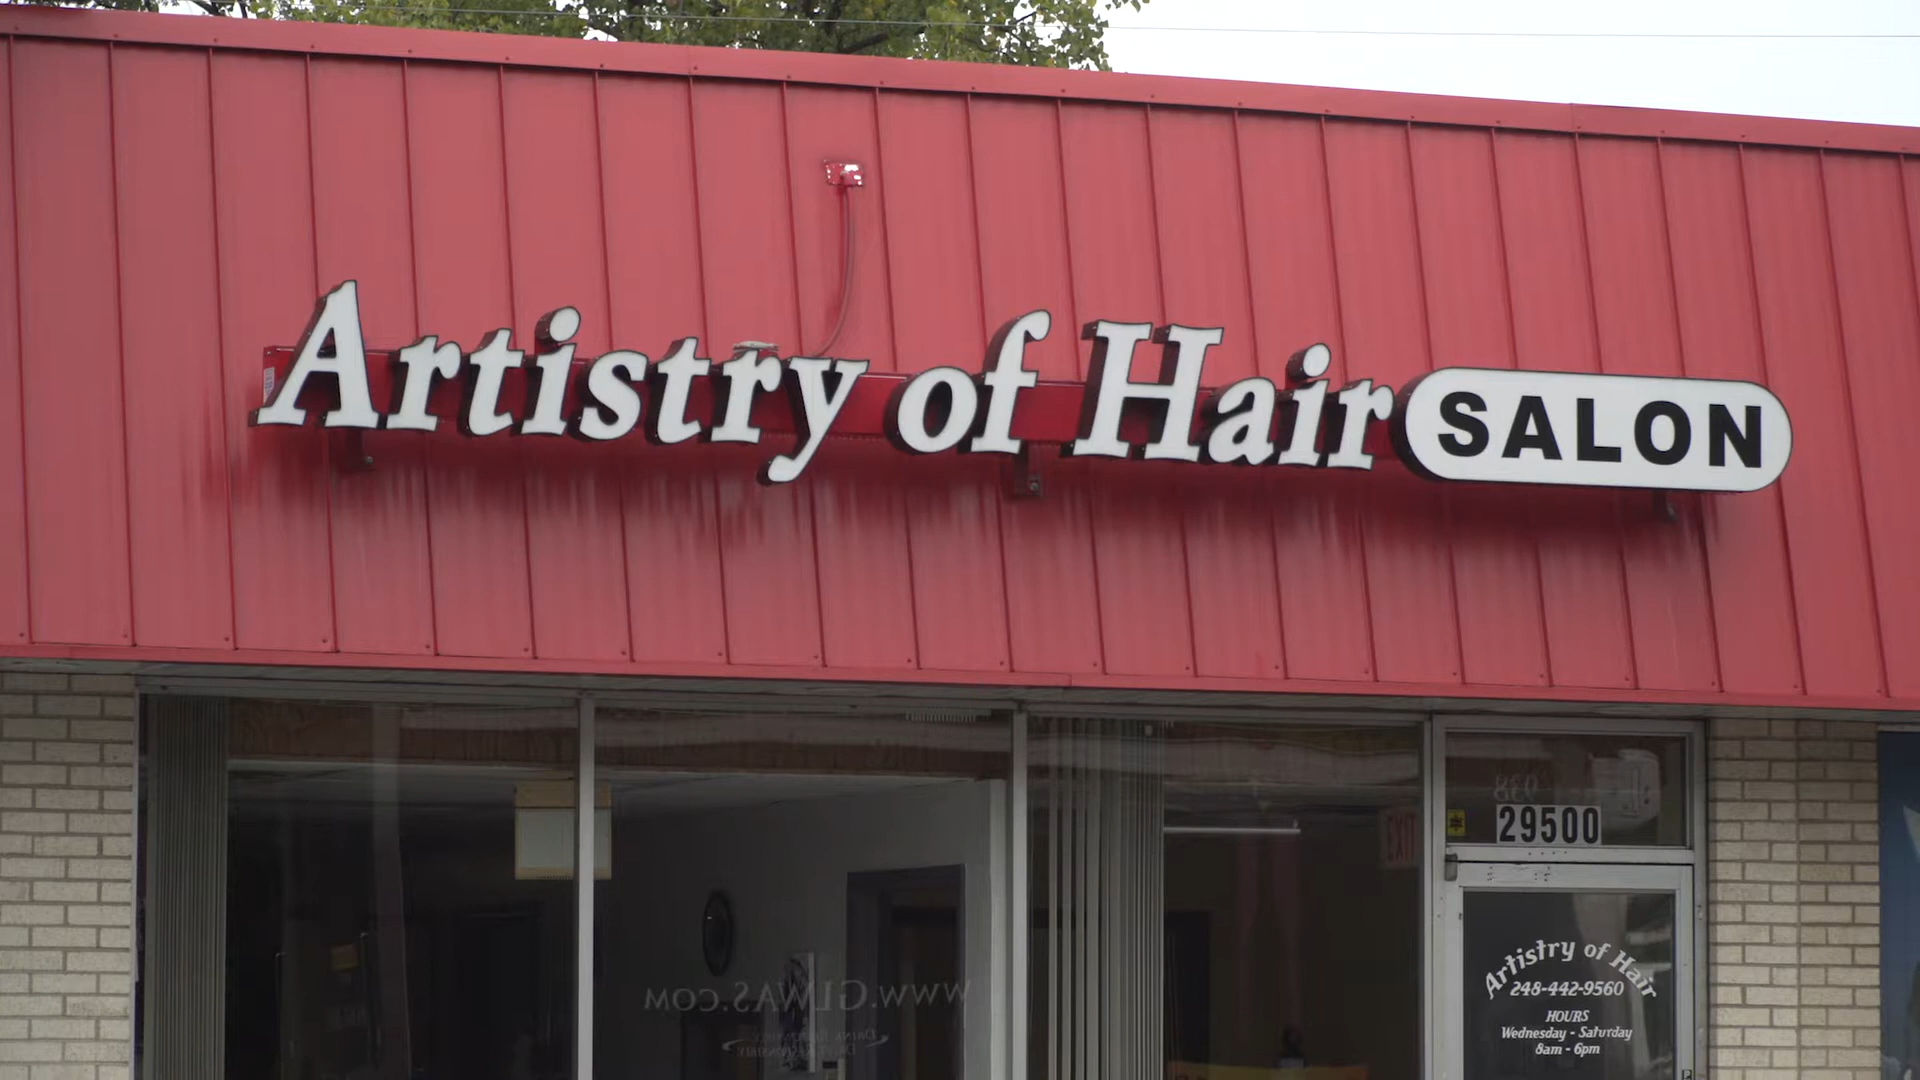 Artistry of Hair SALON
EXIT
29500
Artistry of Hair
248-442-9560
HOURS
Wednesday - Saturday
8am - 6pm
WWW.GLWAS.COM